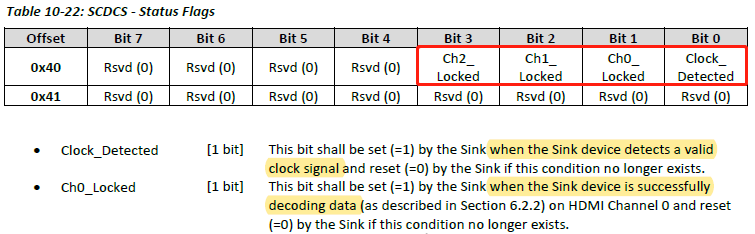 Table 10-22: SCDCS - Status Flags
Offset Bit 7 Bit 6 Bit 5 Bit 4 Bit 3 Bit 2 Bit 1 Bit 0
0x40 Rsvd (0) Rsvd (0) Rsvd (0) Rsvd (0) Ch2_ Ch1_ Ch0_ Clock_
Locked Locked Locked Detected
0x41 Rsvd (0) Rsvd (0) Rsvd (0) Rsvd (0) Rsvd (0) Rsvd (0) Rsvd (0) Rsvd (0)
• Clock_Detected [1 bit] This bit shall be set (=1) by the Sink when the Sink device detects a valid
clock signal and reset (=0) by the Sink if this condition no longer exists.
• Ch0_Locked [1 bit] This bit shall be set (=1) by the Sink when the Sink device is successfully
decoding data (as described in Section 6.2.2) on HDMI Channel 0 and reset
(=0) by the Sink if this condition no longer exists.